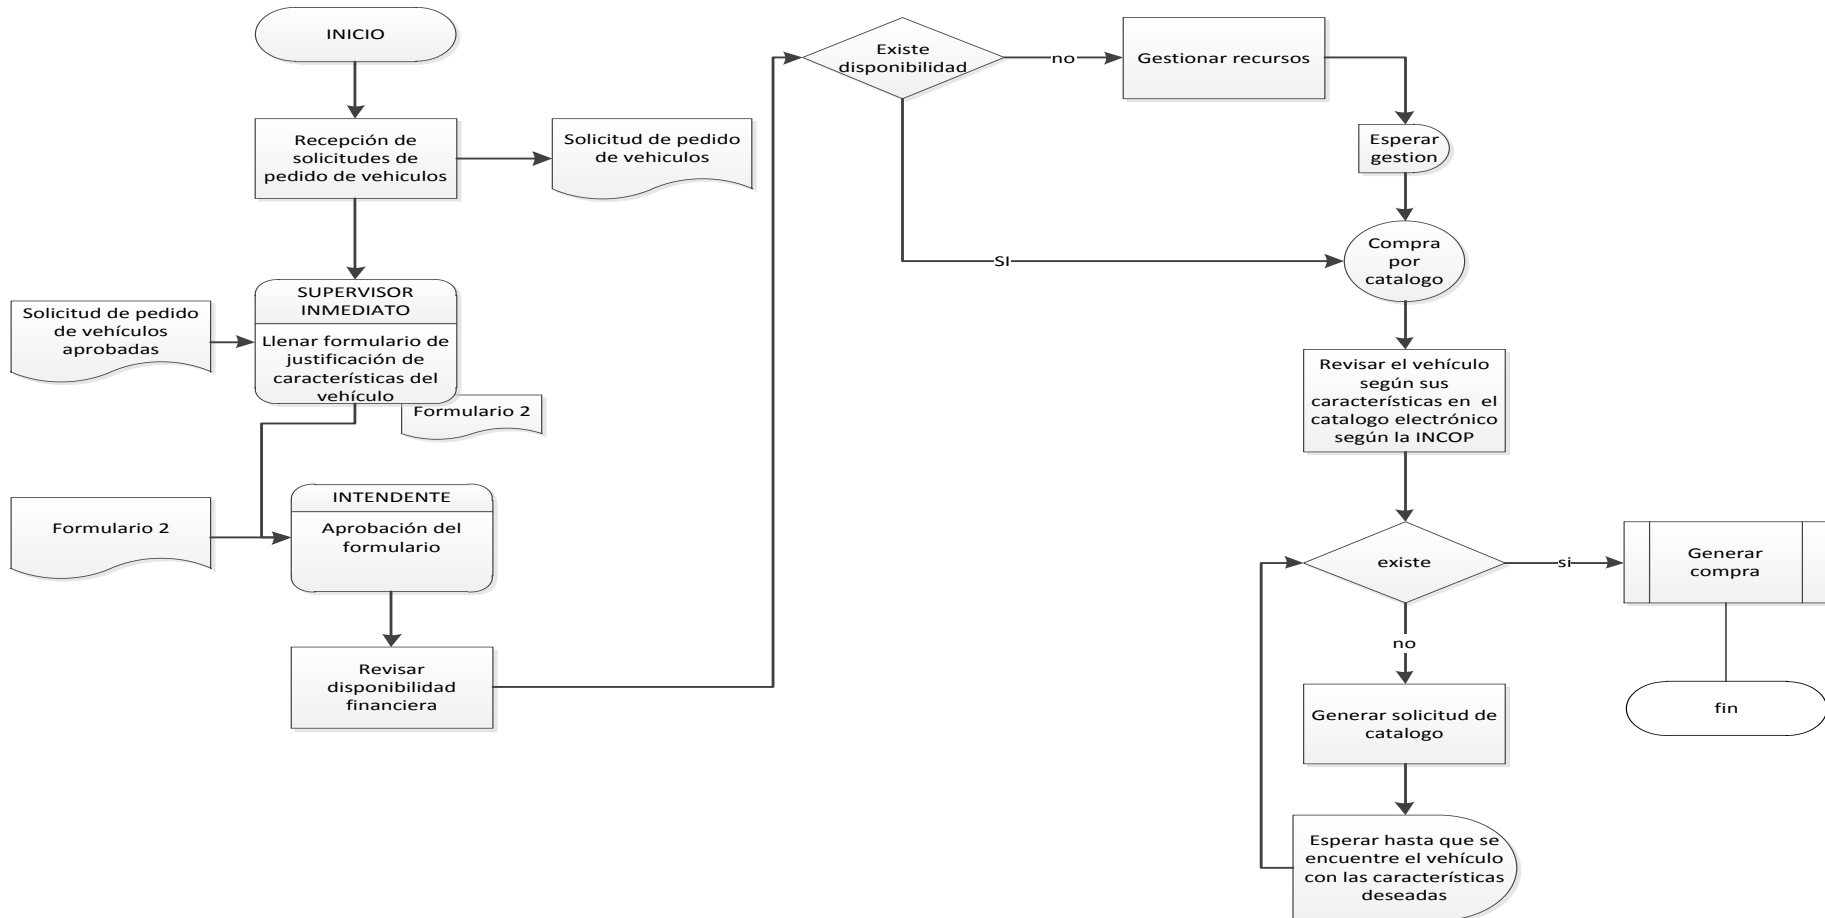 INICIO
Recepción de
solicitudes de
pedido de vehiculos
Solicitud de pedido
de vehiculos
Solicitud de pedido
de vehículos
aprobadas
SUPERVISOR
INMEDIATO
Llenar formulario de
justificación de
características del
vehículo
Formulario 2
Formulario 2
INTENDENTE
Aprobación del
formulario
Revisar
disponibilidad
financiera
Existe
disponibilidad
no
Gestionar recursos
Esperar
gestion
SI
Compra
por
catalogo
Revisar el vehículo
según sus
características en el
catalogo electrónico
según la INCOP
existe
si
Generar
compra
fin
no
Generar solicitud de
catalogo
Esperar hasta que se
encuentre el vehículo
con las características
deseadas